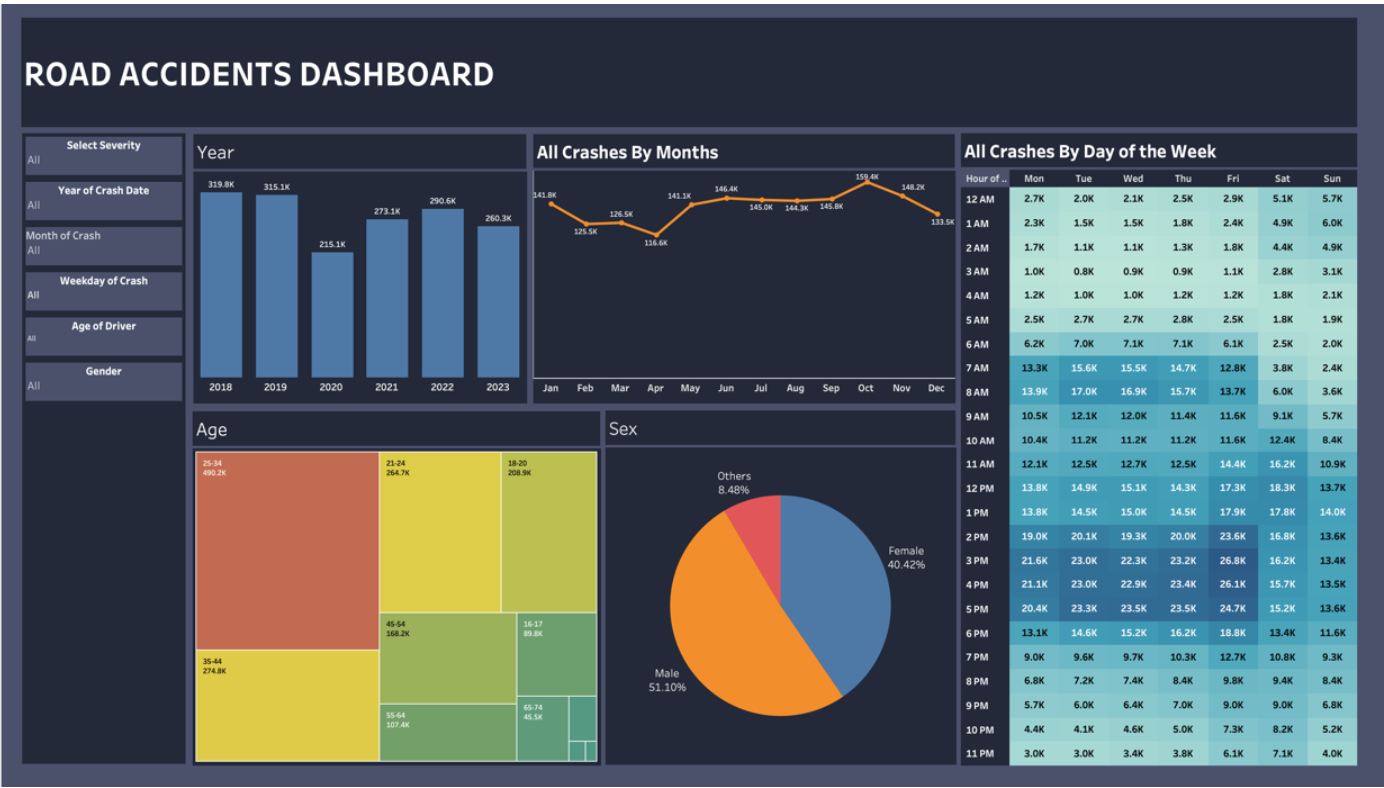 ROAD ACCIDENTS DASHBOARD
Select Severity
All
Year of Crash Date
All
Month of Crash
All
Weekday of Crash
All
Age of Driver
All
Gender
All
Year
319.8K 315.1K 215.1K 273.1K 290.6K 260.3K
2018 2019 2020 2021 2022 2023
All Crashes By Months
141.8K 125.5K 126.5K 116.6K 141.1K 146.4K 145.0K 144.3K 145.8K 159.4K 148.2K 133.5K
Jan Feb Mar Apr May Jun Jul Aug Sep Oct Nov Dec
All Crashes By Day of the Week
Hour of .. Mon Tue Wed Thu Fri Sat Sun
12 AM 2.7K 2.0K 2.1K 2.5K 2.9K 5.1K 5.7K
1 AM 2.3K 1.5K 1.5K 1.8K 2.4K 4.9K 6.0K
2 AM 1.7K 1.1K 1.1K 1.3K 1.8K 4.4K 4.9K
3 AM 1.0K 0.8K 0.9K 0.9K 1.1K 2.8K 3.1K
4 AM 1.2K 1.0K 1.0K 1.2K 1.2K 1.8K 2.1K
5 AM 2.5K 2.7K 2.7K 2.8K 2.5K 1.8K 1.9K
6 AM 6.2K 7.0K 7.1K 7.1K 6.1K 2.5K 2.0K
7 AM 13.3K 15.6K 15.5K 14.7K 12.8K 3.8K 2.4K
8 AM 13.9K 17.0K 16.9K 15.7K 13.7K 6.0K 3.6K
9 AM 10.5K 12.1K 12.0K 11.4K 11.6K 9.1K 5.7K
10 AM 10.4K 11.2K 11.2K 11.2K 11.6K 12.4K 8.4K
11 AM 12.1K 12.5K 12.7K 12.5K 14.4K 16.2K 10.9K
12 PM 13.8K 14.9K 15.1K 14.3K 17.3K 18.3K 13.7K
1 PM 13.8K 14.5K 15.0K 14.5K 17.9K 17.8K 14.0K
2 PM 19.0K 20.1K 19.3K 20.0K 23.6K 16.8K 13.6K
3 PM 21.6K 23.0K 22.3K 23.2K 26.8K 16.2K 13.4K
4 PM 21.1K 23.0K 22.9K 23.4K 26.1K 15.7K 13.5K
5 PM 20.4K 23.3K 23.5K 23.5K 24.7K 15.2K 13.6K
6 PM 13.1K 14.6K 15.2K 16.2K 18.8K 13.4K 11.6K
7 PM 9.0K 9.6K 9.7K 10.3K 12.7K 10.8K 9.3K
8 PM 6.8K 7.2K 7.4K 8.4K 9.8K 9.4K 8.4K
9 PM 5.7K 6.0K 6.4K 7.0K 9.0K 9.0K 6.8K
10 PM 4.4K 4.1K 4.6K 5.0K 7.3K 8.2K 5.2K
11 PM 3.0K 3.0K 3.4K 3.8K 6.1K 7.1K 4.0K
Age
25-34
490.2K
21-24
264.7K
18-20
208.9K
45-54
168.2K
16-17
89.8K
35-44
274.8K
55-64
107.4K
65-74
45.5K
Sex
Others
8.48%
Female
40.42%
Male
51.10%